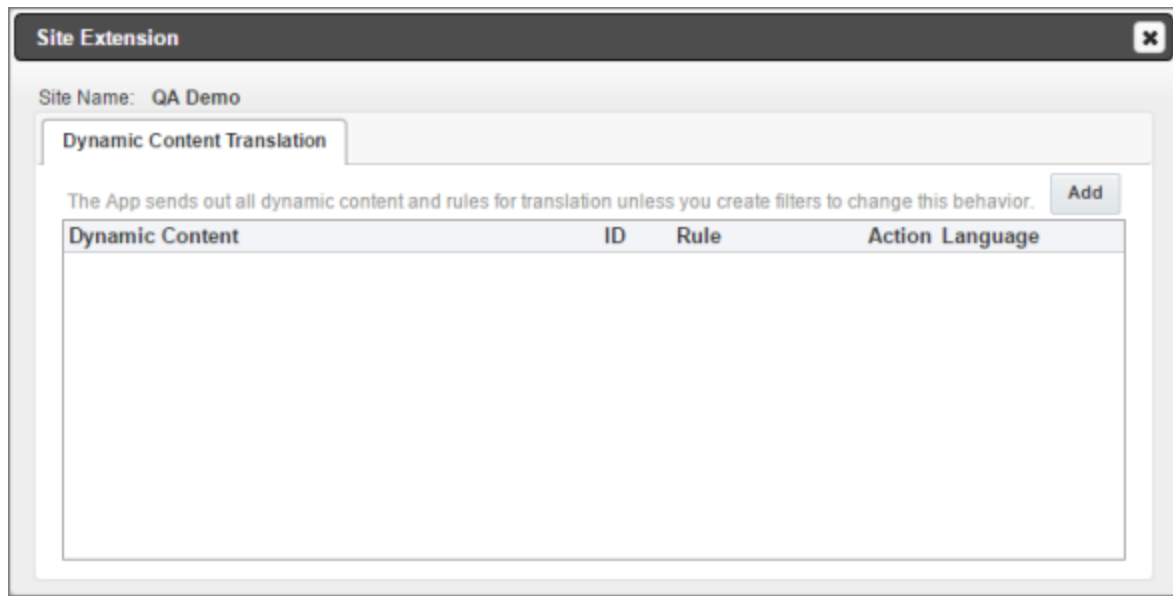 Site Extension
Site Name: QA Demo
Dynamic Content Translation
The App sends out all dynamic content and rules for translation unless you create filters to change this behavior. Add
Dynamic Content ID Rule Action Language